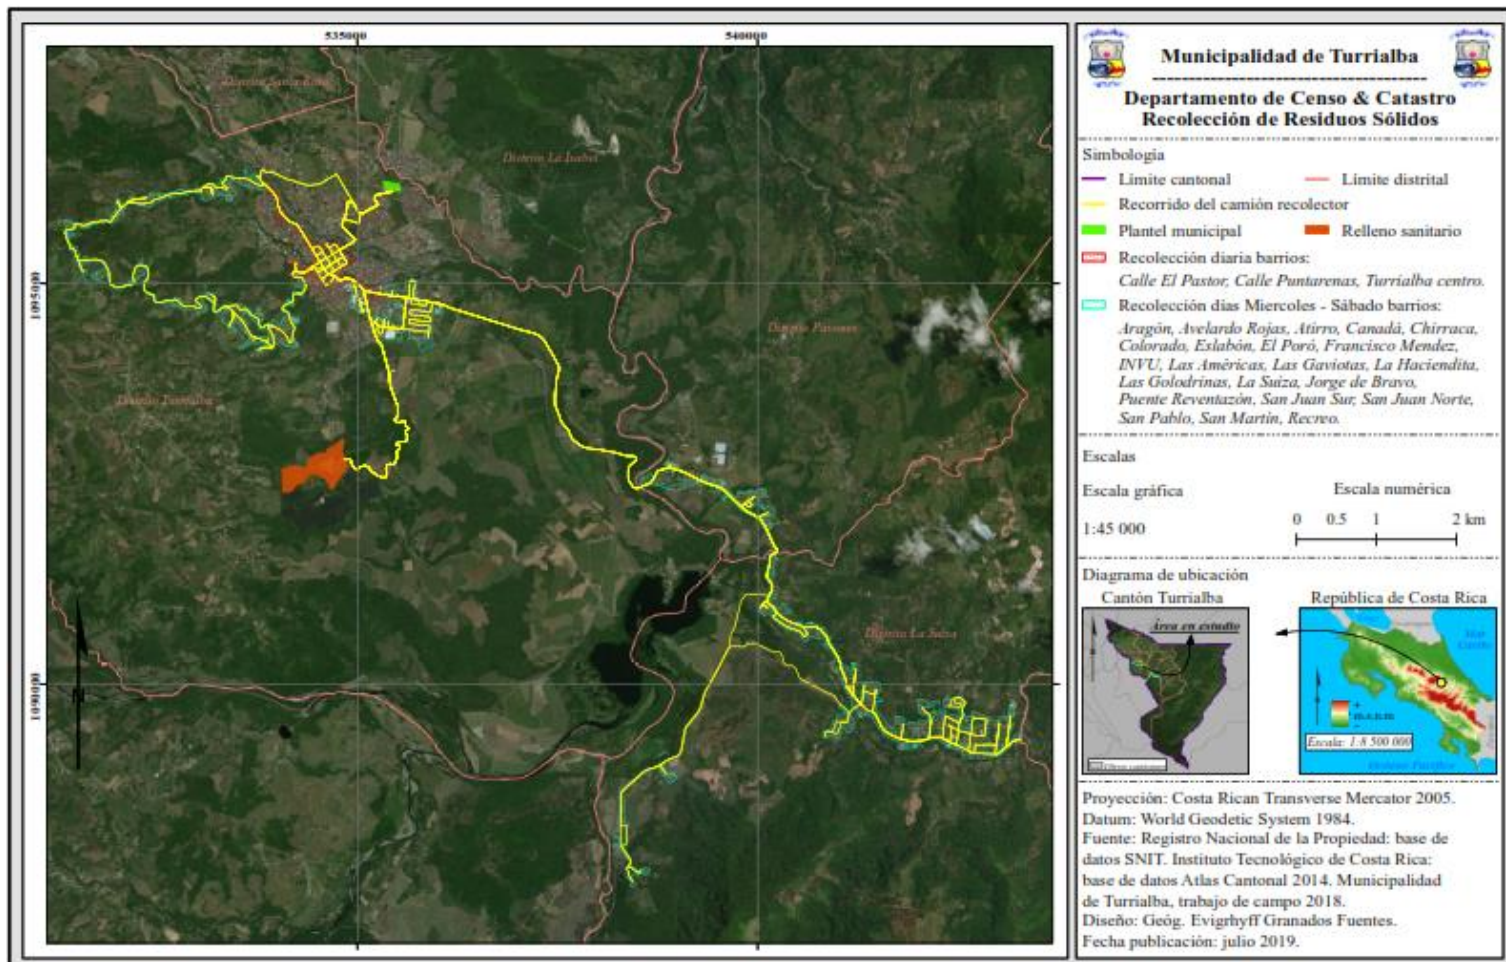 535000
540000
1095000
1090000
Distrito Santa Rosa
Distrito La Isabel
Distrito Pavones
Distrito Turrialba
Distrito La Suiza
Municipalidad de Turrialba
Departamento de Censo & Catastro
Recolección de Residuos Sólidos
Simbología
Límite cantonal
Límite distrital
Recorrido del camión recolector
Plantel municipal
Relleno sanitario
Recolección diaria barrios:
Calle El Pastor, Calle Puntarenas, Turrialba centro.
Recolección días Miercoles - Sábado barrios:
Aragón, Avelardo Rojas, Atirro, Canadá, Chirraca,
Colorado, Eslabón, El Poró, Francisco Mendez,
INVU, Las Américas, Las Gaviotas, La Haciendita,
Las Golodrinas, La Suiza, Jorge de Bravo,
Puente Reventazón, San Juan Sur, San Juan Norte,
San Pablo, San Martín, Recreo.
Escalas
Escala gráfica
Escala numérica
1:45 000
0 0.5 1 2 km
Diagrama de ubicación
Cantón Turrialba
República de Costa Rica
Área en estudio
Mar Caribe
+
m.s.n.m
-
Escala: 1:8 500 000
Océano Pacífico
Proyección: Costa Rican Transverse Mercator 2005.
Datum: World Geodetic System 1984.
Fuente: Registro Nacional de la Propiedad: base de
datos SNIT. Instituto Tecnológico de Costa Rica:
base de datos Atlas Cantonal 2014. Municipalidad
de Turrialba, trabajo de campo 2018.
Diseño: Geóg. Evigrhyff Granados Fuentes.
Fecha publicación: julio 2019.